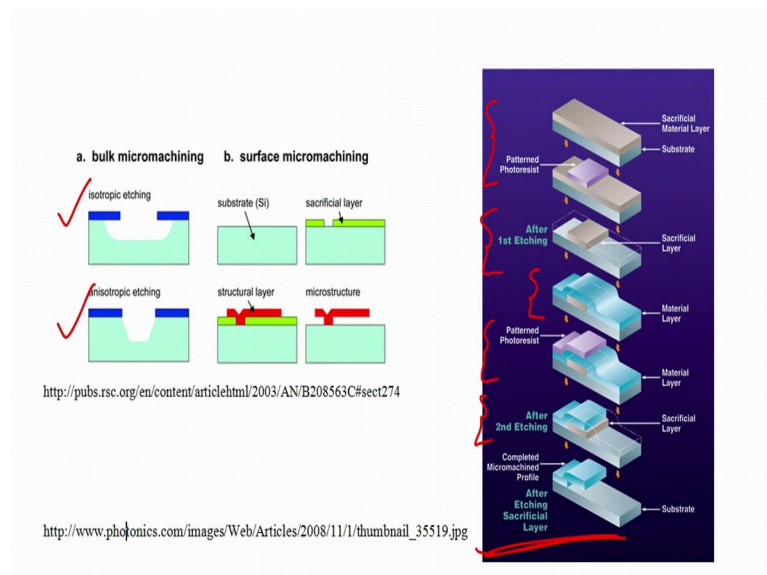 a. bulk micromachining
b. surface micromachining
isotropic etching
substrate (Si)
sacrificial layer
anisotropic etching
structural layer
microstructure
http://pubs.rsc.org/en/content/articlehtml/2003/AN/B208563C#sect274
http://www.photonics.com/images/Web/Articles/2008/11/1/thumbnail_35519.jpg
Sacrificial
Material Layer
Substrate
Patterned
Photoresist
After
1st Etching
Sacrificial
Layer
Material
Layer
Patterned
Photoresist
Material
Layer
After
2nd Etching
Sacrificial
Layer
Completed
Micromachined
Profile
After
Etching
Sacrificial
Layer
Substrate